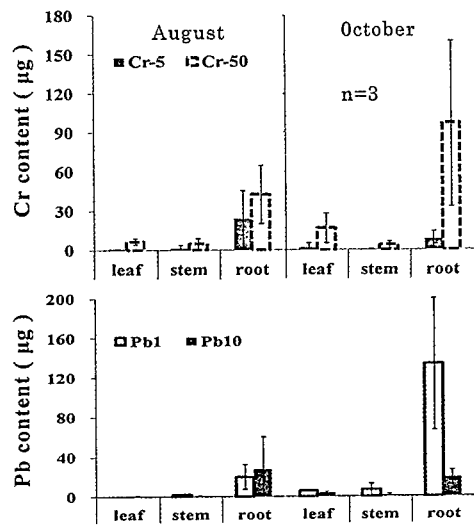 August October
Cr-5 Cr-50
n=3
Cr content ( µg )
180
150
120
90
60
30
0
leaf stem root leaf stem root
Pb1 Pb10
Pb content ( µg )
200
160
120
80
40
0
leaf stem root leaf stem root